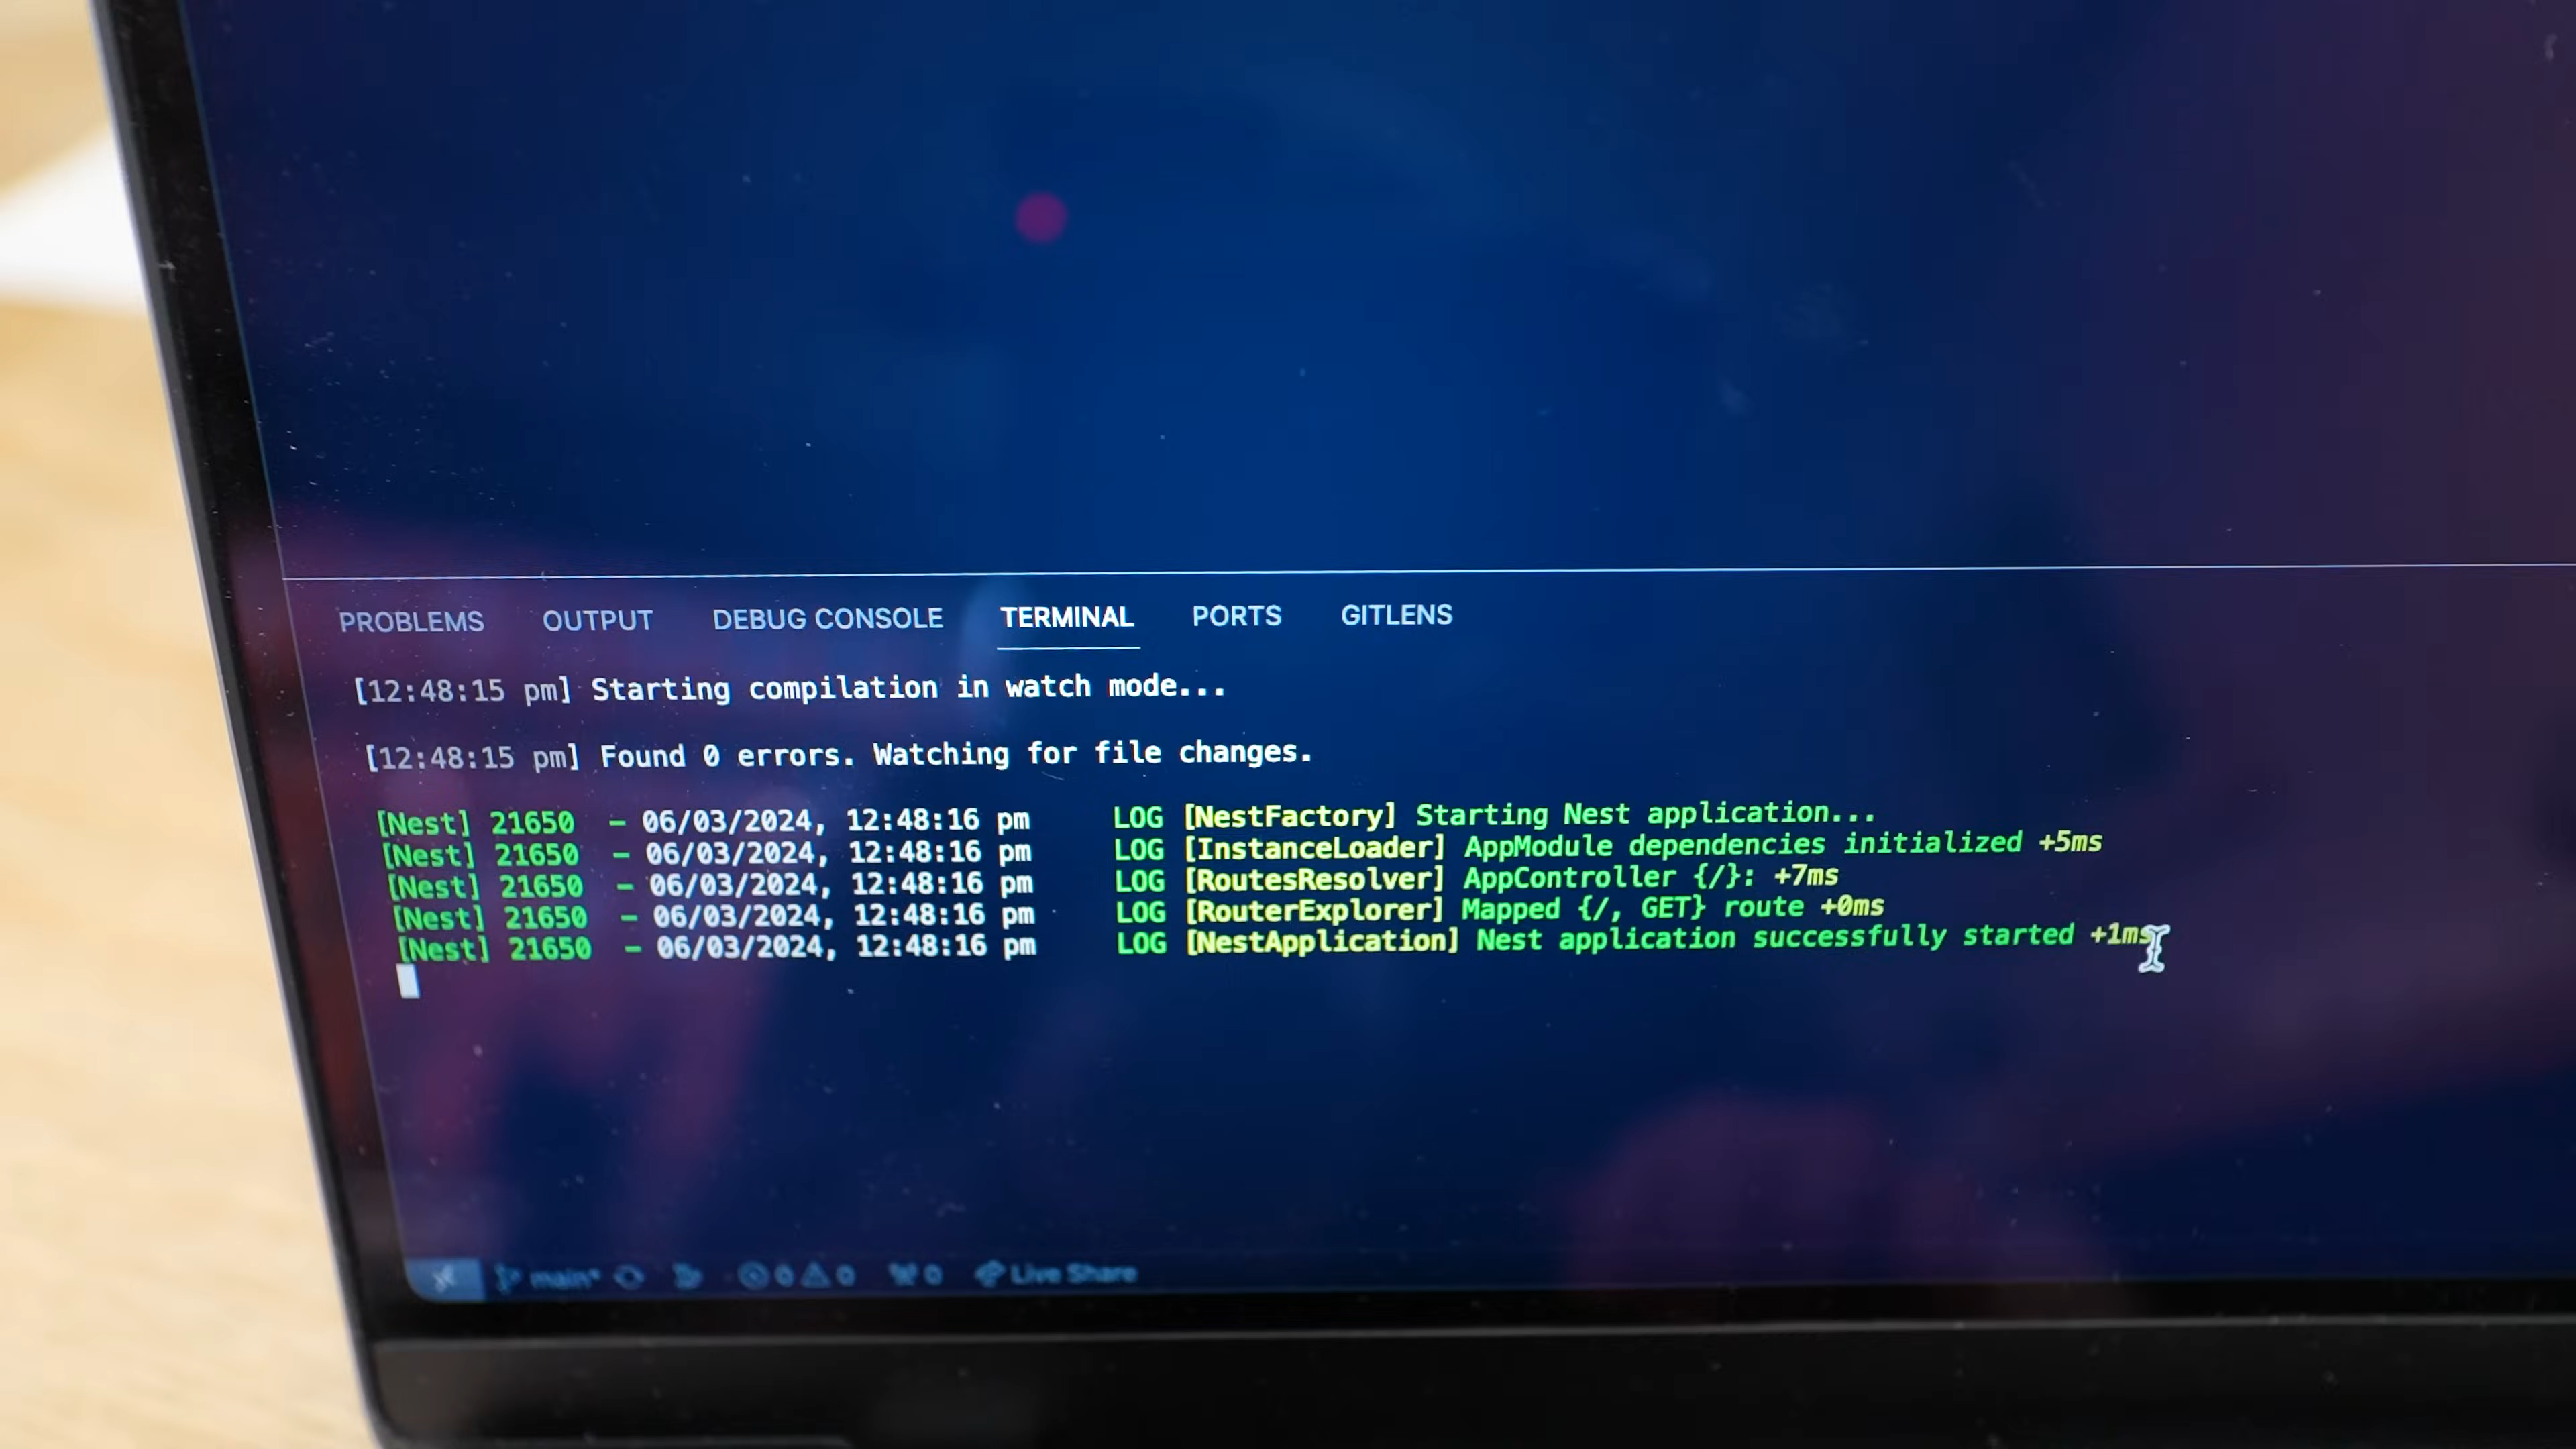 PROBLEMS OUTPUT DEBUG CONSOLE TERMINAL PORTS GITLENS
[12:48:15 pm] Starting compilation in watch mode...
[12:48:15 pm] Found 0 errors. Watching for file changes.
[Nest] 21650 - 06/03/2024, 12:48:16 pm LOG [NestFactory] Starting Nest application...
[Nest] 21650 - 06/03/2024, 12:48:16 pm LOG [InstanceLoader] AppModule dependencies initialized +5ms
[Nest] 21650 - 06/03/2024, 12:48:16 pm LOG [RoutesResolver] AppController {/}: +7ms
[Nest] 21650 - 06/03/2024, 12:48:16 pm LOG [RouterExplorer] Mapped {/, GET} route +0ms
[Nest] 21650 - 06/03/2024, 12:48:16 pm LOG [NestApplication] Nest application successfully started +1ms
main* 0 0 0 Live Share